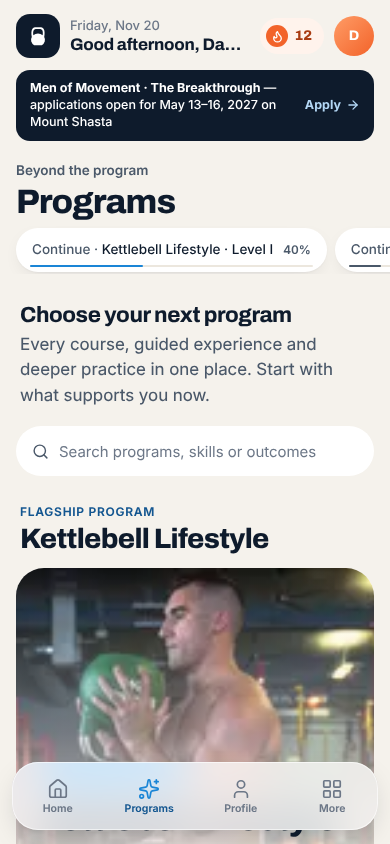 Friday, Nov 20
Good afternoon, Da...
12
D
Men of Movement · The Breakthrough —
applications open for May 13–16, 2027 on
Mount Shasta
Apply →
Beyond the program
Programs
Continue · Kettlebell Lifestyle · Level I 40%
Contin
Choose your next program
Every course, guided experience and
deeper practice in one place. Start with
what supports you now.
Search programs, skills or outcomes
FLAGSHIP PROGRAM
Kettlebell Lifestyle
Home
Programs
Profile
More